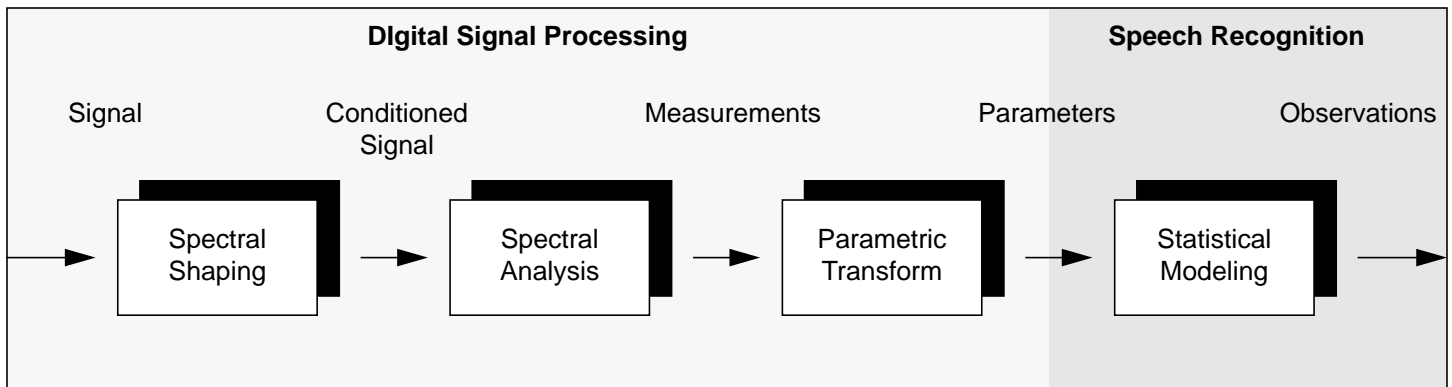 DIgital Signal Processing
Speech Recognition
Signal
Conditioned
Signal
Measurements
Parameters
Observations
Spectral
Shaping
Spectral
Analysis
Parametric
Transform
Statistical
Modeling